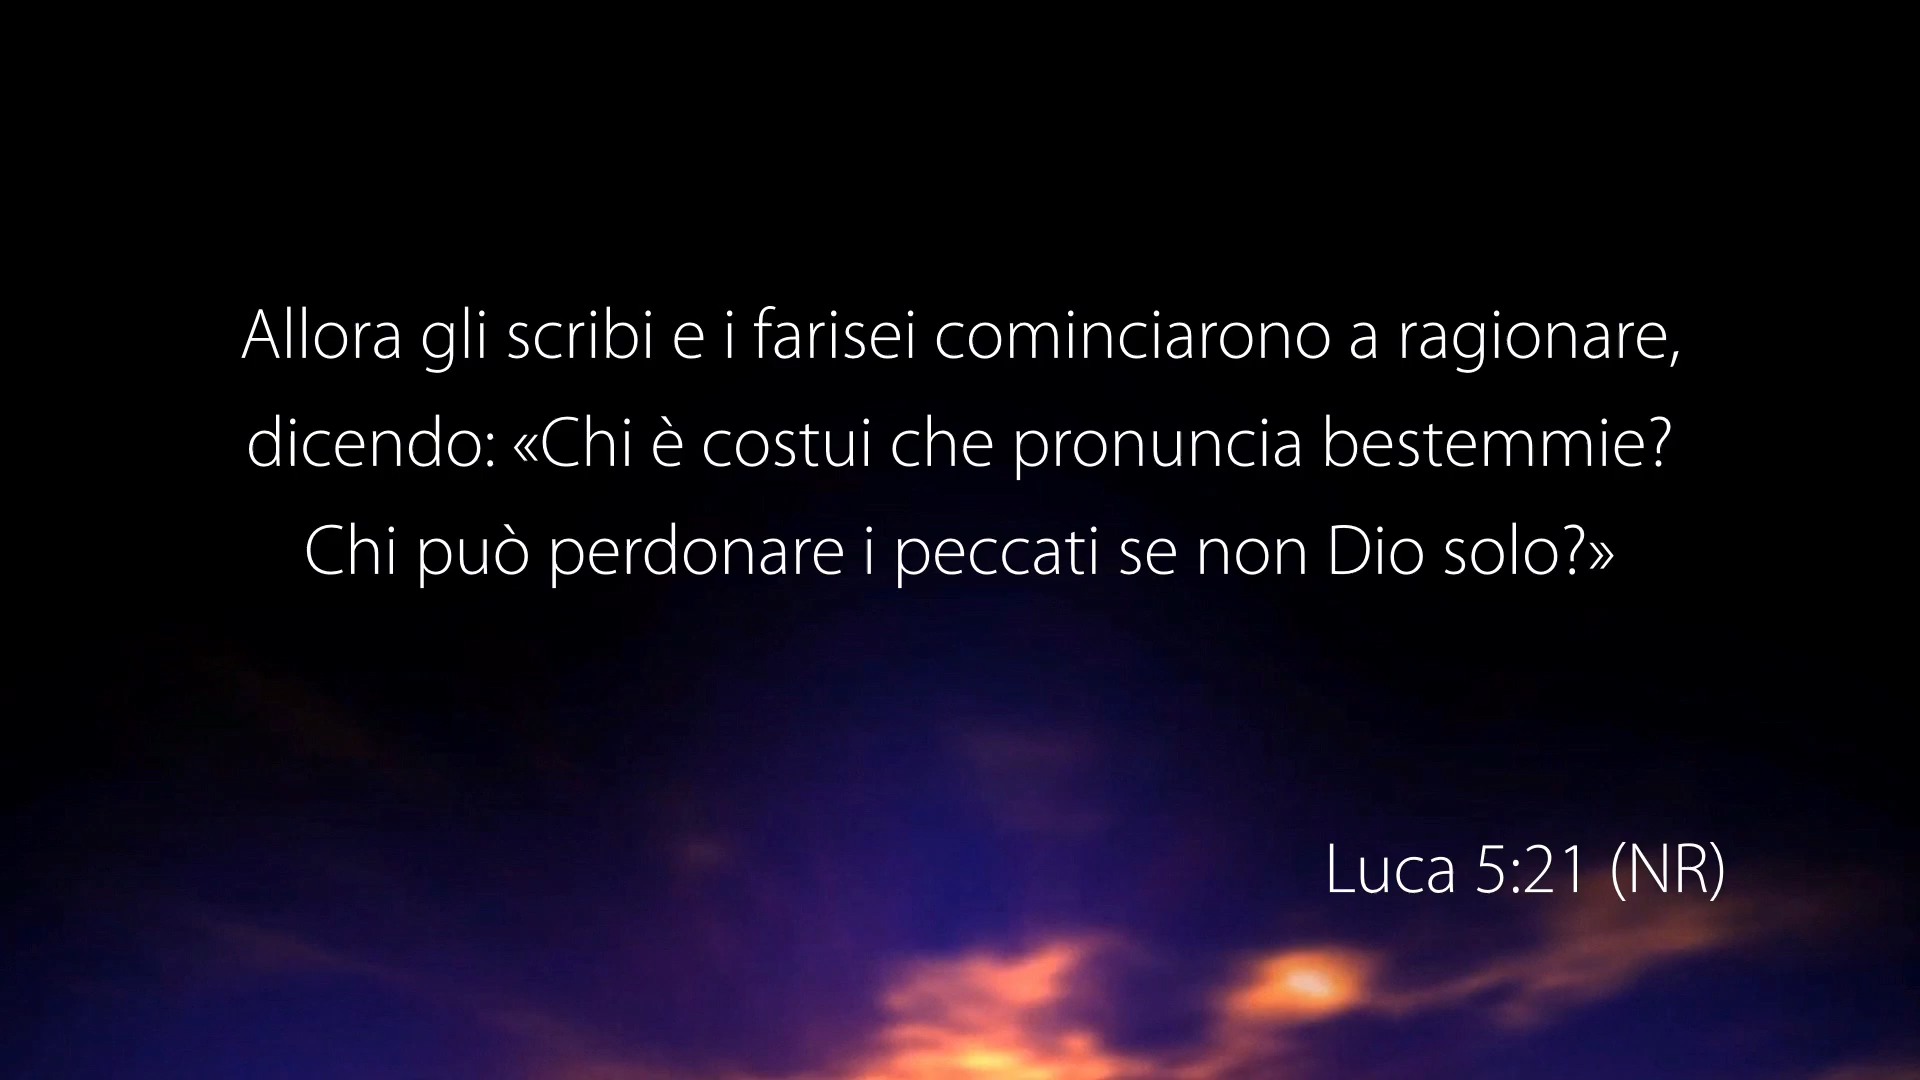 Allora gli scribi e i farisei cominciarono a ragionare,
dicendo: «Chi è costui che pronuncia bestemmie?
Chi può perdonare i peccati se non Dio solo?»
Luca 5:21 (NR)